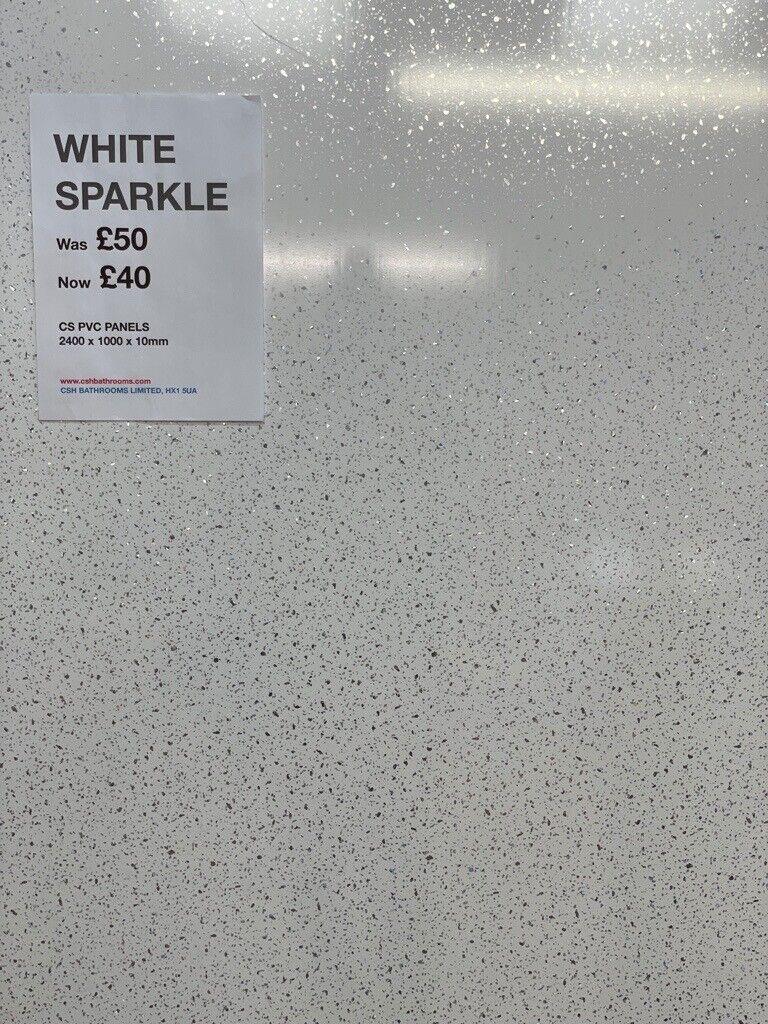 WHITE
SPARKLE
Was £50
Now £40
CS PVC PANELS
2400 x 1000 x 10mm
www.cshbathrooms.com
CSH BATHROOMS LIMITED, HX1 5UA